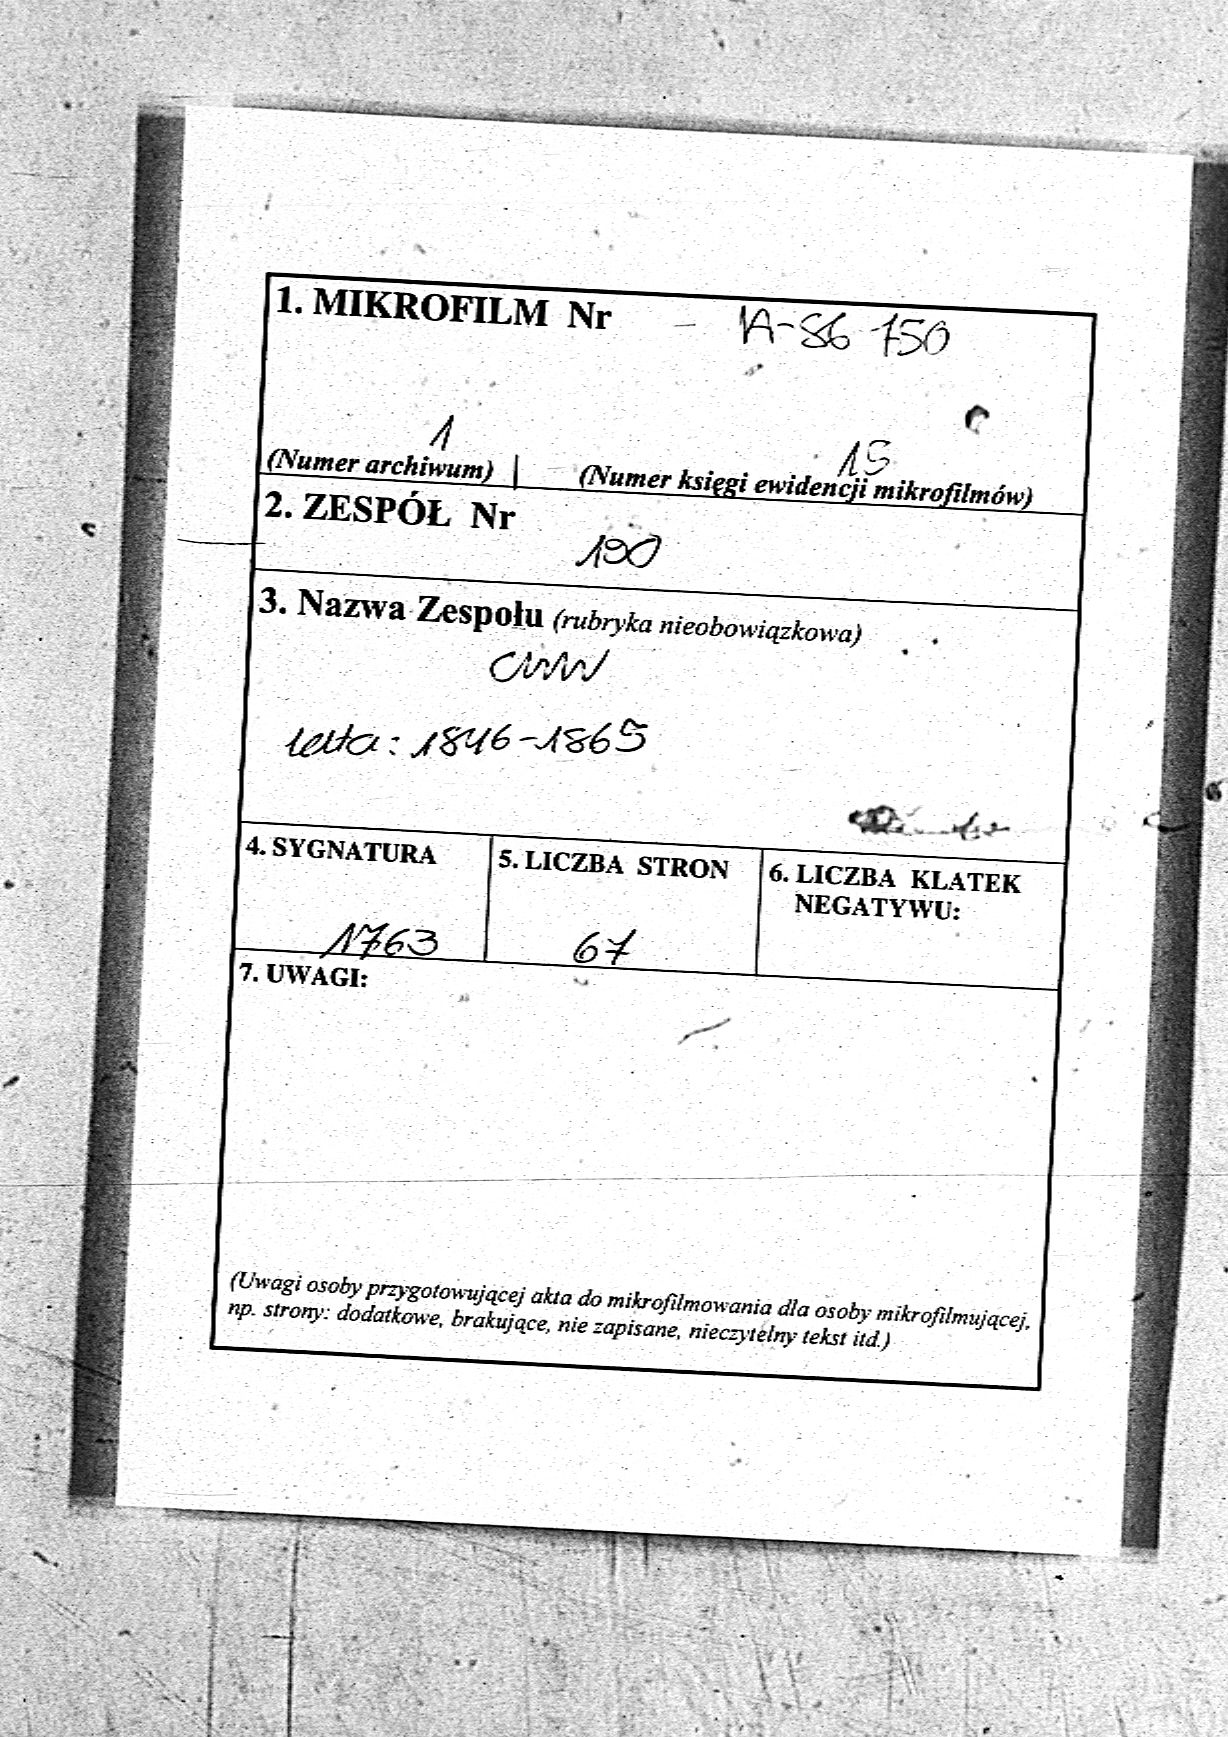 1. MIKROFILM Nr - IA-86 150
1 15
(Numer archiwum) | (Numer księgi ewidencji mikrofilmów)
2. ZESPÓŁ Nr
190
3. Nazwa Zespołu (rubryka nieobowiązkowa)
CWW
lata: 1846-1865
4. SYGNATURA 5. LICZBA STRON 6. LICZBA KLATEK
NEGATYWU:
1763 67
7. UWAGI:
(Uwagi osoby przygotowującej akta do mikrofilmowania dla osoby mikrofilmującej,
np. strony: dodatkowe, brakujące, nie zapisane, nieczytelny tekst itd.)